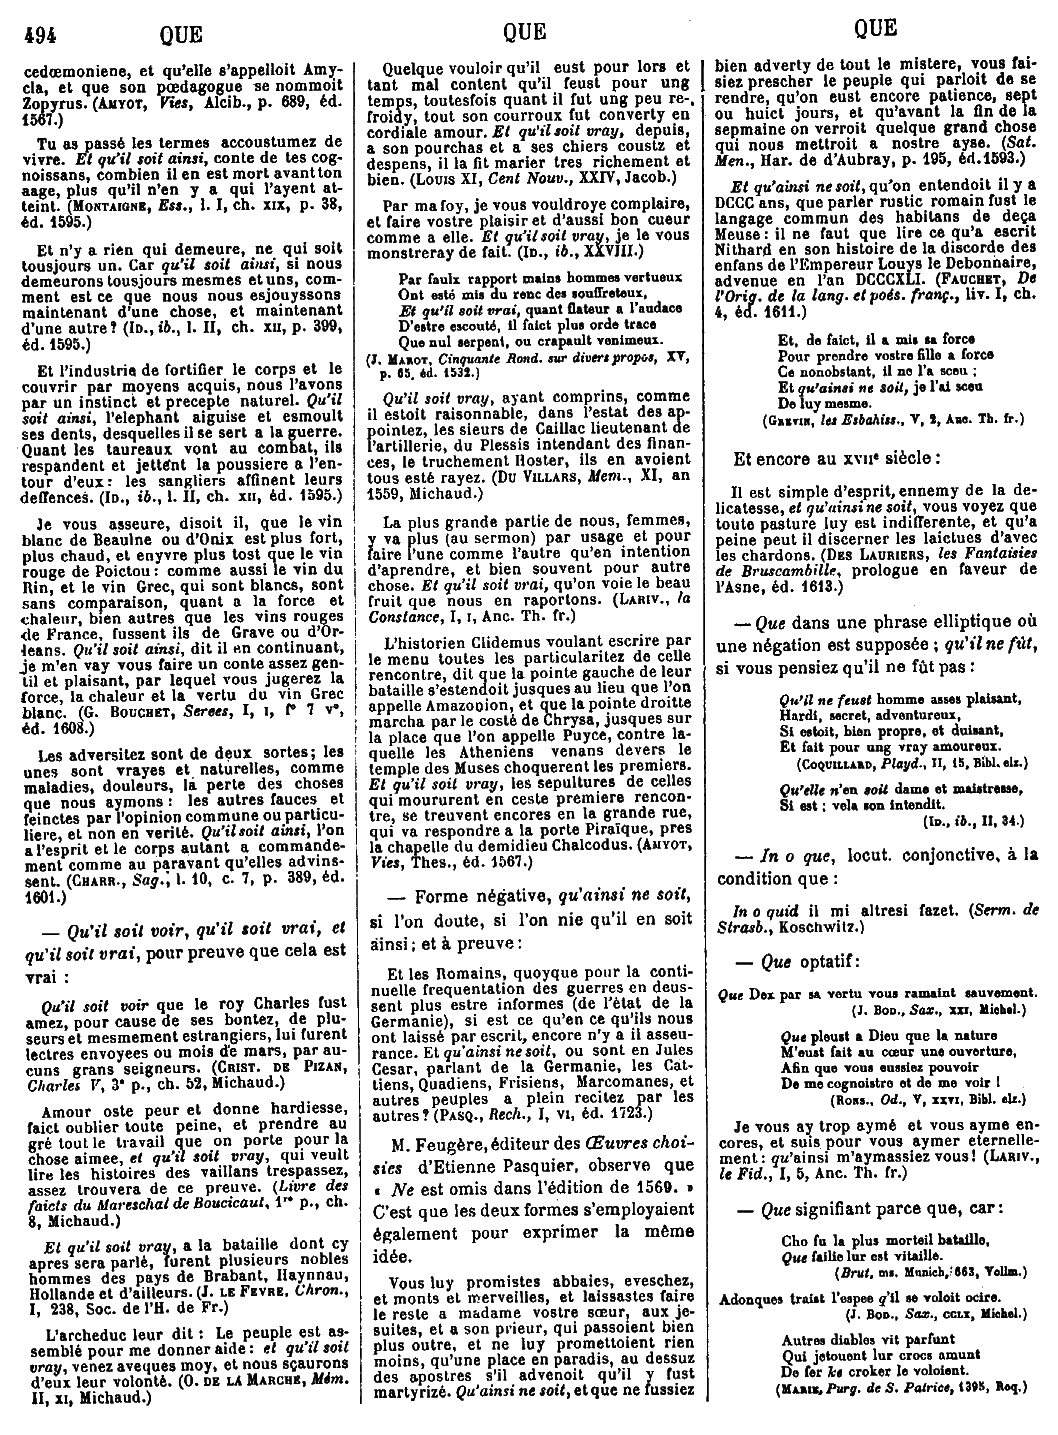 494 QUE QUE QUE
cedœmoniene, et qu'elle s'appelloit Amy-
cla, et que son pœdagogue se nommoit
Zopyrus. (AMYOT, Vies, Alcib., p. 689, éd.
1567.)
Tu as passé les termes accoustumez de
vivre. Et qu'il soit ainsi, conte de tes cog-
noissans, combien il en est mort avant ton
aage, plus qu'il n'en y a qui l'ayent at-
teint. (MONTAIGNE, Ess., l. I, ch. XIX, p. 38,
éd. 1595.)
Et n'y a rien qui demeure, ne qui soit
tousjours un. Car qu'il soit ainsi, si nous
demeurons tousjours mesmes et uns, com-
ment est ce que nous nous esjouyssons
maintenant d'une chose, et maintenant
d'une autre? (ID., ib., l. II, ch. XII, p. 399,
éd. 1595.)
Et l'industrie de fortifier le corps et le
couvrir par moyens acquis, nous l'avons
par un instinct et precepte naturel. Qu'il
soit ainsi, l'elephant aiguise et esmoult
ses dents, desquelles il se sert a la guerre.
Quant les taureaux vont au combat, ils
respandent et jettent la poussiere a l'en-
tour d'eux: les sangliers affinent leurs
deffences. (ID., ib., l. II, ch. XII, éd. 1595.)
Je vous asseure, disoit il, que le vin
blanc de Beaulne ou d'Onix est plus fort,
plus chaud, et enyvre plus tost que le vin
rouge de Poictou: comme aussi le vin du
Rin, et le vin Grec, qui sont blancs, sont
sans comparaison, quant a la force et
chaleur, bien autres que les vins rouges
de France, fussent ils de Grave ou d'Or-
leans. Qu'il soit ainsi, dit il en continuant,
je m'en vay vous faire un conte assez gen-
til et plaisant, par lequel vous jugerez la
force, la chaleur et la vertu du vin Grec
blanc. (G. BOUCHET, Serees, I, I, f° 7 v°,
éd. 1608.)
Les adversitez sont de deux sortes; les
unes sont vrayes et naturelles, comme
maladies, douleurs, la perte des choses
que nous aymons: les autres fauces et
feinctes par l'opinion commune ou particu-
liere, et non en verité. Qu'il soit ainsi, l'on
a l'esprit et le corps autant a commande-
ment comme au paravant qu'elles advins-
sent. (CHARR., Sag., l. 10, c. 7, p. 389, éd.
1601.)
— Qu'il soit voir, qu'il soit vrai, et
qu'il soit vrai, pour preuve que cela est
vrai :
Qu'il soit voir que le roy Charles fust
amez, pour cause de ses bontez, de plu-
seurs et mesmement estrangiers, lui furent
lectres envoyees ou mois de mars, par au-
cuns grans seigneurs. (CRIST. DE PIZAN,
Charles V, 3e p., ch. 52, Michaud.)
Amour oste peur et donne hardiesse,
faict oublier toute peine, et prendre au
gré tout le travail que on porte pour la
chose aimee, et qu'il soit vray, qui veult
lire les histoires des vaillans trespassez,
assez trouvera de ce preuve. (Livre des
faicts du Mareschal de Boucicaut, 1re p., ch.
8, Michaud.)
Et qu'il soit vray, a la bataille dont cy
apres sera parlé, furent plusieurs nobles
hommes des pays de Brabant, Haynnau,
Hollande et d'ailleurs. (J. LE FEVRE, Chron.,
I, 238, Soc. de l'H. de Fr.)
L'archeduc leur dit : Le peuple est as-
semblé pour me donner aide: et qu'il soit
vray, venez aveques moy, et nous sçaurons
d'eux leur volonté. (O. DE LA MARCHE, Mém.
II, XI, Michaud.)
Quelque vouloir qu'il eust pour lors et
tant mal content qu'il feust pour ung
temps, toutesfois quant il fut ung peu re-
froidy, tout son courroux fut converty en
cordiale amour. Et qu'il soit vray, depuis,
a son pourchas et a ses chiers coustz et
despens, il la fit marier tres richement et
bien. (LOUIS XI, Cent Nouv., XXIV, Jacob.)
Par ma foy, je vous vouldroye complaire,
et faire vostre plaisir et d'aussi bon cueur
comme a elle. Et qu'il soit vray, je le vous
monstreray de fait. (ID., ib., XXVIII.)
Par faulx rapport mains hommes vertueux
Ont esté mis du renc des souffreteux,
Et qu'il soit vrai, quant flateur a l'audace
D'estre escouté, il faict plus orde trace
Que nul serpent, ou crapault venimeux.
(J. MAROT, Cinquante Rond. sur divers propos, XV,
p. 65, éd. 1532.)
Qu'il soit vray, ayant comprins, comme
il estoit raisonnable, dans l'estat des ap-
pointez, les sieurs de Caillac lieutenant de
l'artillerie, du Plessis intendant des finan-
ces, le truchement Hoster, ils en avoient
tous esté rayez. (DU VILLARS, Mem., XI, an
1559, Michaud.)
La plus grande partie de nous, femmes,
y va plus (au sermon) par usage et pour
faire l'une comme l'autre qu'en intention
d'aprendre, et bien souvent pour autre
chose. Et qu'il soit vrai, qu'on voie le beau
fruit que nous en raportons. (LARIV., la
Constance, I, I, Anc. Th. fr.)
L'historien Clidemus voulant escrire par
le menu toutes les particularitez de celle
rencontre, dit que la pointe gauche de leur
bataille s'estendoit jusques au lieu que l'on
appelle Amazonion, et que la pointe droitte
marcha par le costé de Chrysa, jusques sur
la place que l'on appelle Puyce, contre la-
quelle les Atheniens venans devers le
temple des Muses choquerent les premiers.
Et qu'il soit vray, les sepultures de celles
qui moururent en ceste premiere rencon-
tre, se treuvent encores en la grande rue,
qui va respondre a la porte Piraïque, pres
la chapelle du demidieu Chalcodus. (AMYOT,
Vies, Thes., éd. 1567.)
— Forme négative, qu'ainsi ne soit,
si l'on doute, si l'on nie qu'il en soit
ainsi; et à preuve:
Et les Romains, quoyque pour la conti-
nuelle frequentation des guerres en deus-
sent plus estre informes (de l'état de la
Germanie), si est ce qu'en ce qu'ils nous
ont laissé par escrit, encore n'y a il asseu-
rance. Et qu'ainsi ne soit, ou sont en Jules
Cesar, parlant de la Germanie, les Cat-
tiens, Quadiens, Frisiens, Marcomanes, et
autres peuples a plein recitez par les
autres? (PASQ., Rech., I, VI, éd. 1723.)
M. Feugère, éditeur des Œuvres choi-
sies d'Etienne Pasquier, observe que
« Ne est omis dans l'édition de 1569. »
C'est que les deux formes s'employaient
également pour exprimer la même
idée.
Vous luy promistes abbaies, eveschez,
et monts et merveilles, et laissastes faire
le reste a madame vostre sœur, aux je-
suites, et a son prieur, qui passoient bien
plus outre, et ne luy promettoient rien
moins, qu'une place en paradis, au dessuz
des apostres s'il advenoit qu'il y fust
martyrizé. Qu'ainsi ne soit, et que ne fussiez
bien adverty de tout le mistere, vous fai-
siez prescher le peuple qui parloit de se
rendre, qu'on eust encore patience, sept
ou huict jours, et qu'avant la fin de la
sepmaine on verroit quelque grand chose
qui nous mettroit a nostre ayse. (Sat.
Men., Har. de d'Aubray, p. 195, éd. 1593.)
Et qu'ainsi ne soit, qu'on entendoit il y a
DCCC ans, que parler rustic romain fust le
langage commun des habitans de deça
Meuse: il ne faut que lire ce qu'a escrit
Nithard en son histoire de la discorde des
enfans de l'Empereur Louys le Debonnaire,
advenue en l'an DCCCXLI. (FAUCHET, De
l'Orig. de la lang. et poés. franç., liv. I, ch.
4, éd. 1611.)
Et, de faict, il a mis sa force
Pour prendre vostre fille a force
Ce nonobstant, il ne l'a sceu ;
Et qu'ainsi ne soit, je l'ai sceu
De luy mesme.
(GREVIN, les Esbahiss., V, 2, Anc. Th. fr.)
Et encore au XVIIe siècle :
Il est simple d'esprit, ennemy de la de-
licatesse, et qu'ainsi ne soit, vous voyez que
toute pasture luy est indifferente, et qu'a
peine peut il discerner les laictues d'avec
les chardons. (DES LAURIERS, les Fantaisies
de Bruscambille, prologue en faveur de
l'Asne, éd. 1613.)
— Que dans une phrase elliptique où
une négation est supposée ; qu'il ne fût,
si vous pensiez qu'il ne fût pas :
Qu'il ne feust homme asses plaisant,
Hardi, secret, adventureux,
Si estoit, bien propre, et duisant,
Et fait pour ung vray amoureux.
(COQUILLARD, Playd., II, 15, Bibl. elz.)
Qu'elle n'en soit dame et maistresse,
Si est ; vela son intendit.
(ID., ib., II, 34.)
— In o que, locut. conjonctive, à la
condition que :
In o quid il mi altresi fazet. (Serm. de
Strasb., Koschwitz.)
— Que optatif :
Que Dex par sa vertu vous ramaint sauvement.
(J. BOD., Sax., XXI, Michel.)
Que pleust a Dieu que la nature
M'eust fait au cœur une ouverture,
Afin que vous eussiez pouvoir
De me cognoistre et de me voir !
(RONS., Od., V, XXVI, Bibl. elz.)
Je vous ay trop aymé et vous ayme en-
cores, et suis pour vous aymer eternelle-
ment : qu'ainsi m'aymassiez vous! (LARIV.,
le Fid., I, 5, Anc. Th. fr.)
— Que signifiant parce que, car :
Cho fu la plus morteil bataille,
Que failie lur est vitaille.
(Brut, ms. Munich, 663, Vollm.)
Adonques traist l'espee q'il se voloit ocire.
(J. BOD., Sax., CCLX, Michel.)
Autres diables vit parfunt
Qui jetouent lur crocs amunt
De fer ke croker le voloient.
(MARIE, Purg. de S. Patrice, 1395, Roq.)